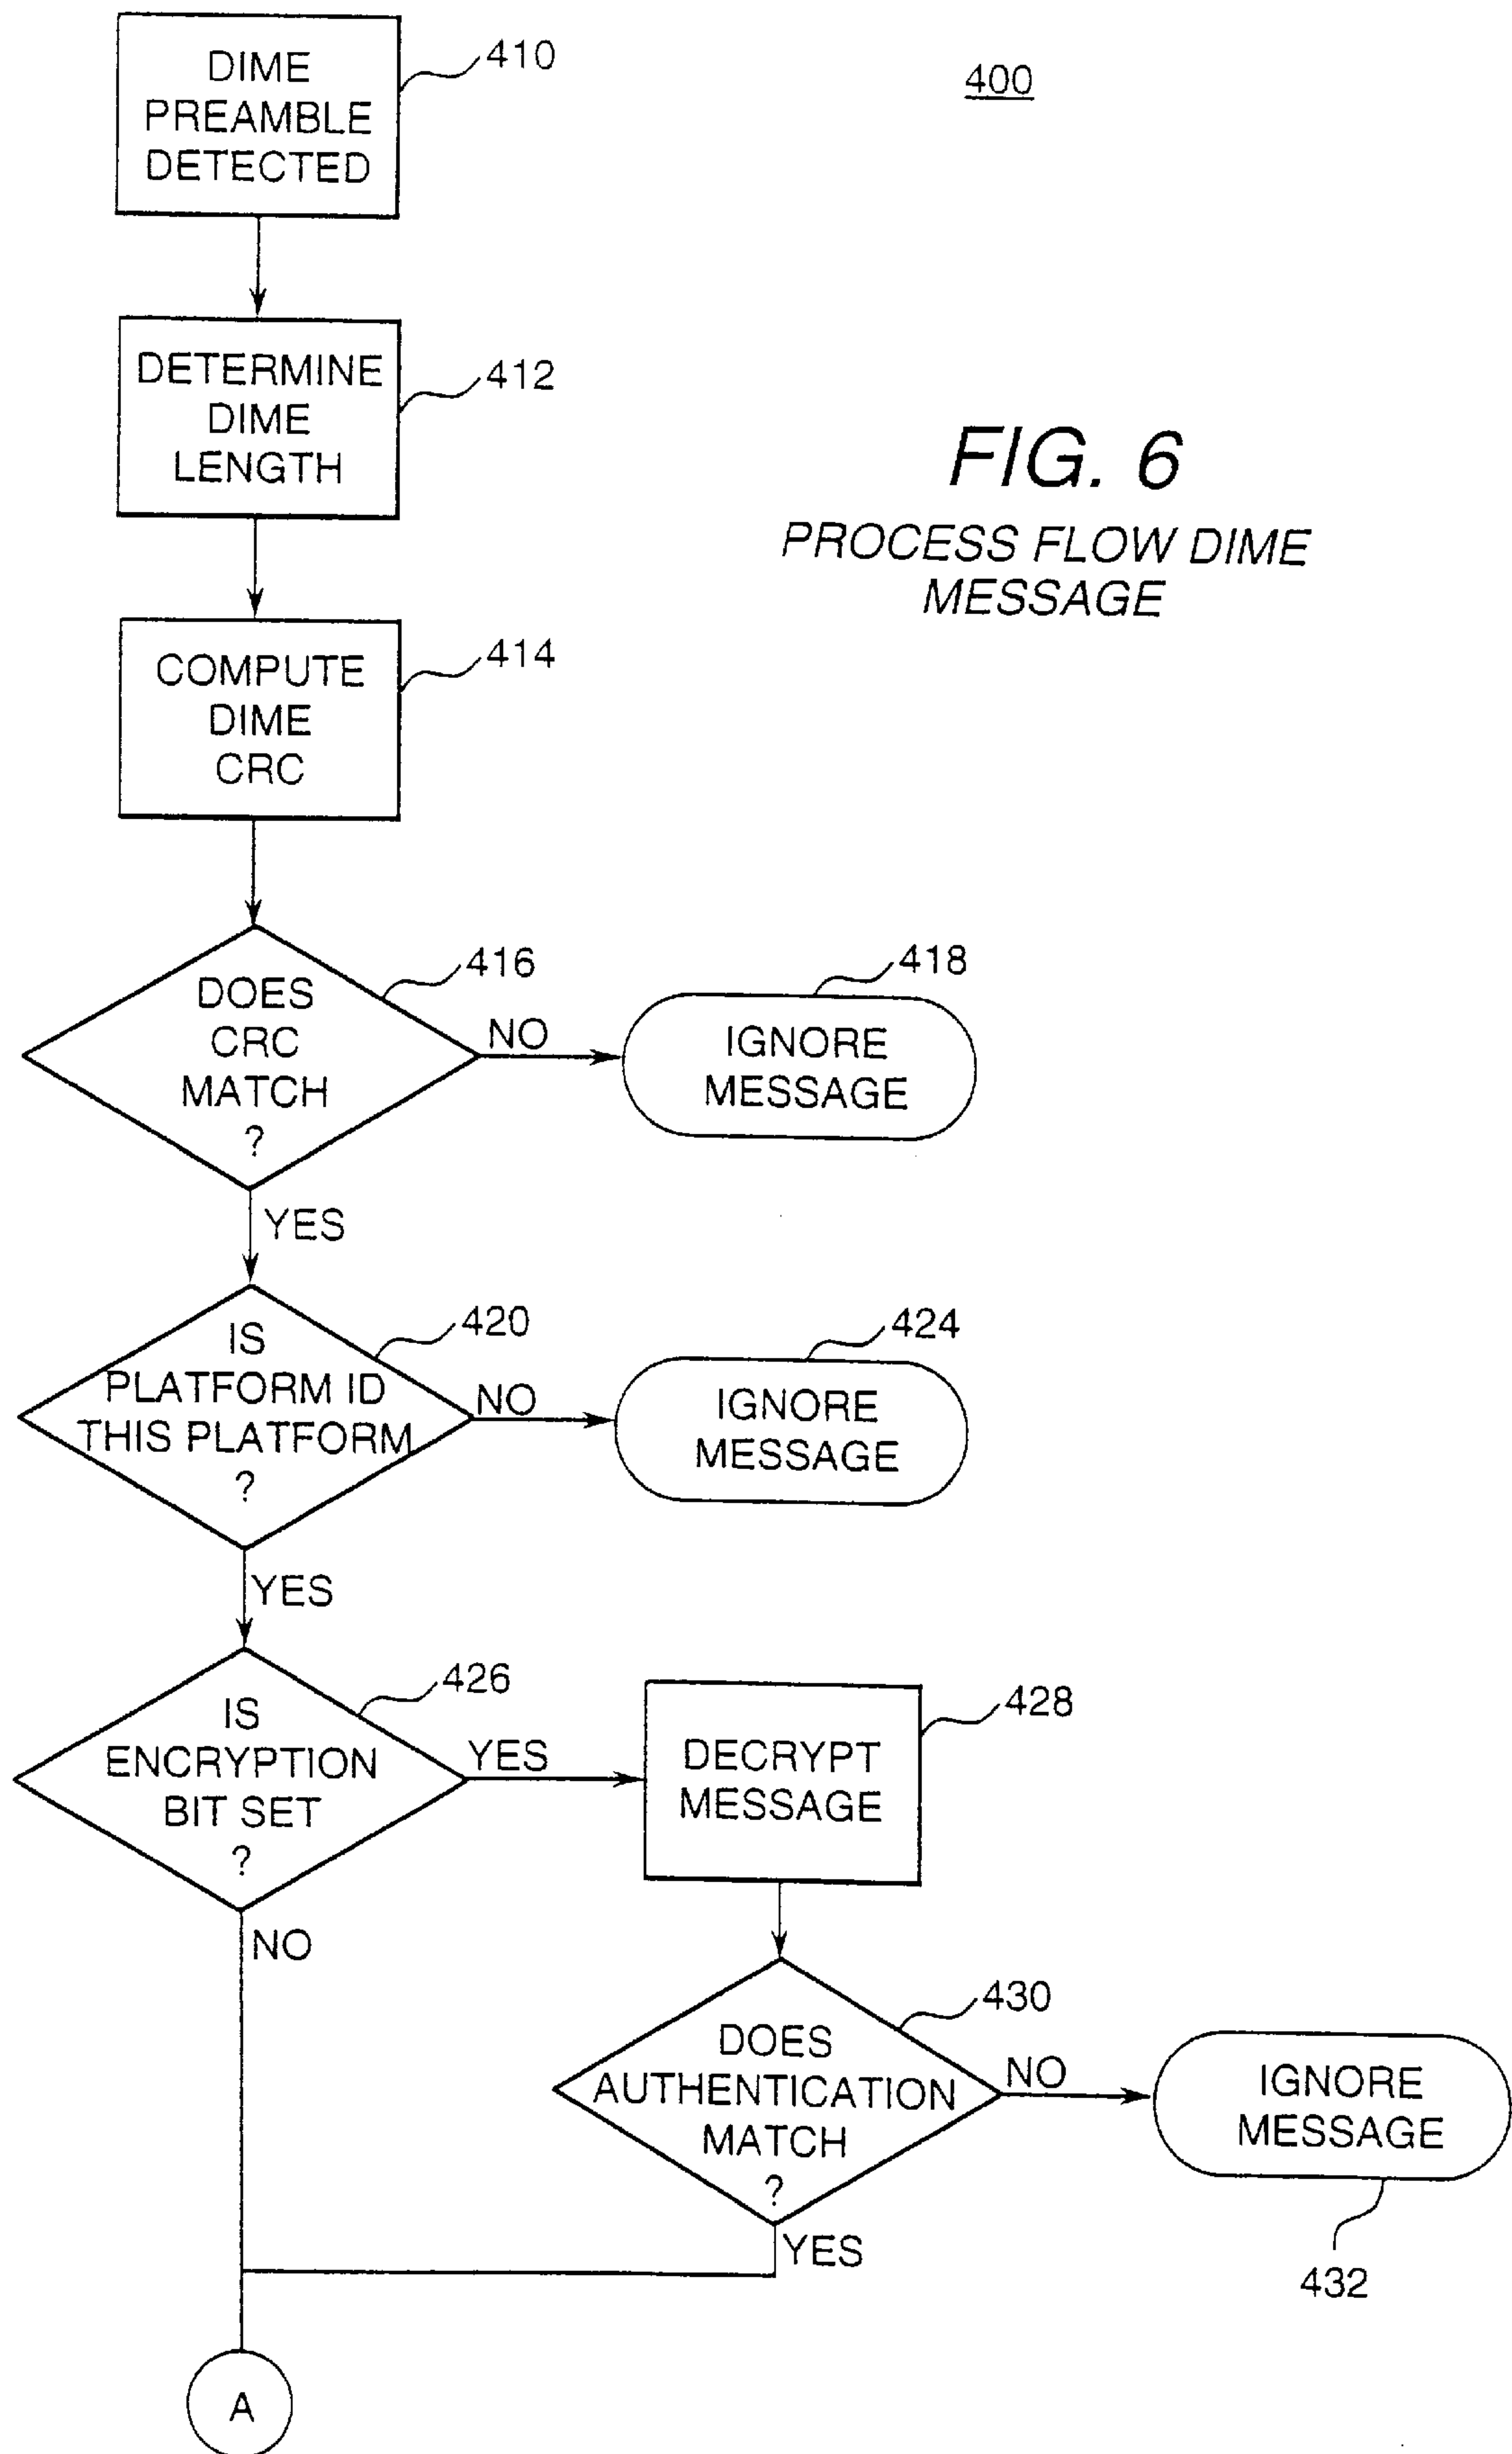 DIME
PREAMBLE
DETECTED
410
400
DETERMINE
DIME
LENGTH
412
FIG. 6
PROCESS FLOW DIME
MESSAGE
COMPUTE
DIME
CRC
414
DOES
CRC
MATCH
?
416
NO
418
IGNORE
MESSAGE
YES
IS
PLATFORM ID
THIS PLATFORM
?
420
NO
424
IGNORE
MESSAGE
YES
IS
ENCRYPTION
BIT SET
?
426
YES
DECRYPT
MESSAGE
428
NO
DOES
AUTHENTICATION
MATCH
?
430
NO
IGNORE
MESSAGE
432
YES
A